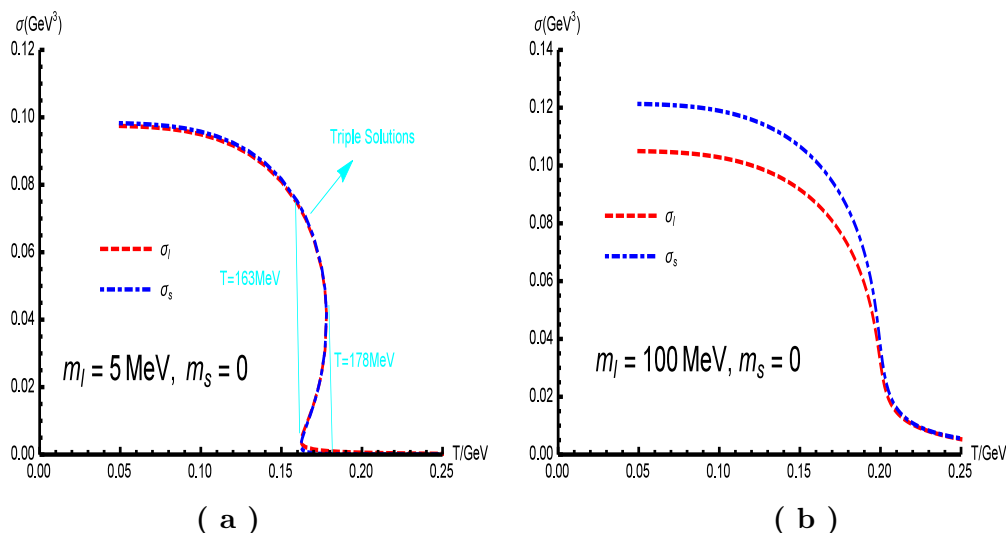 σ(GeV³)
0.12
0.10
0.08
0.06
0.04
0.02
0.00
0.00 0.05 0.10 0.15 0.20 0.25
T/GeV
Triple Solutions
σₗ
σₛ
T=163MeV
T=178MeV
mₗ = 5 MeV, mₛ = 0
( a )
σ(GeV³)
0.14
0.12
0.10
0.08
0.06
0.04
0.02
0.00
0.00 0.05 0.10 0.15 0.20 0.25
T/GeV
σₗ
σₛ
mₗ = 100 MeV, mₛ = 0
( b )